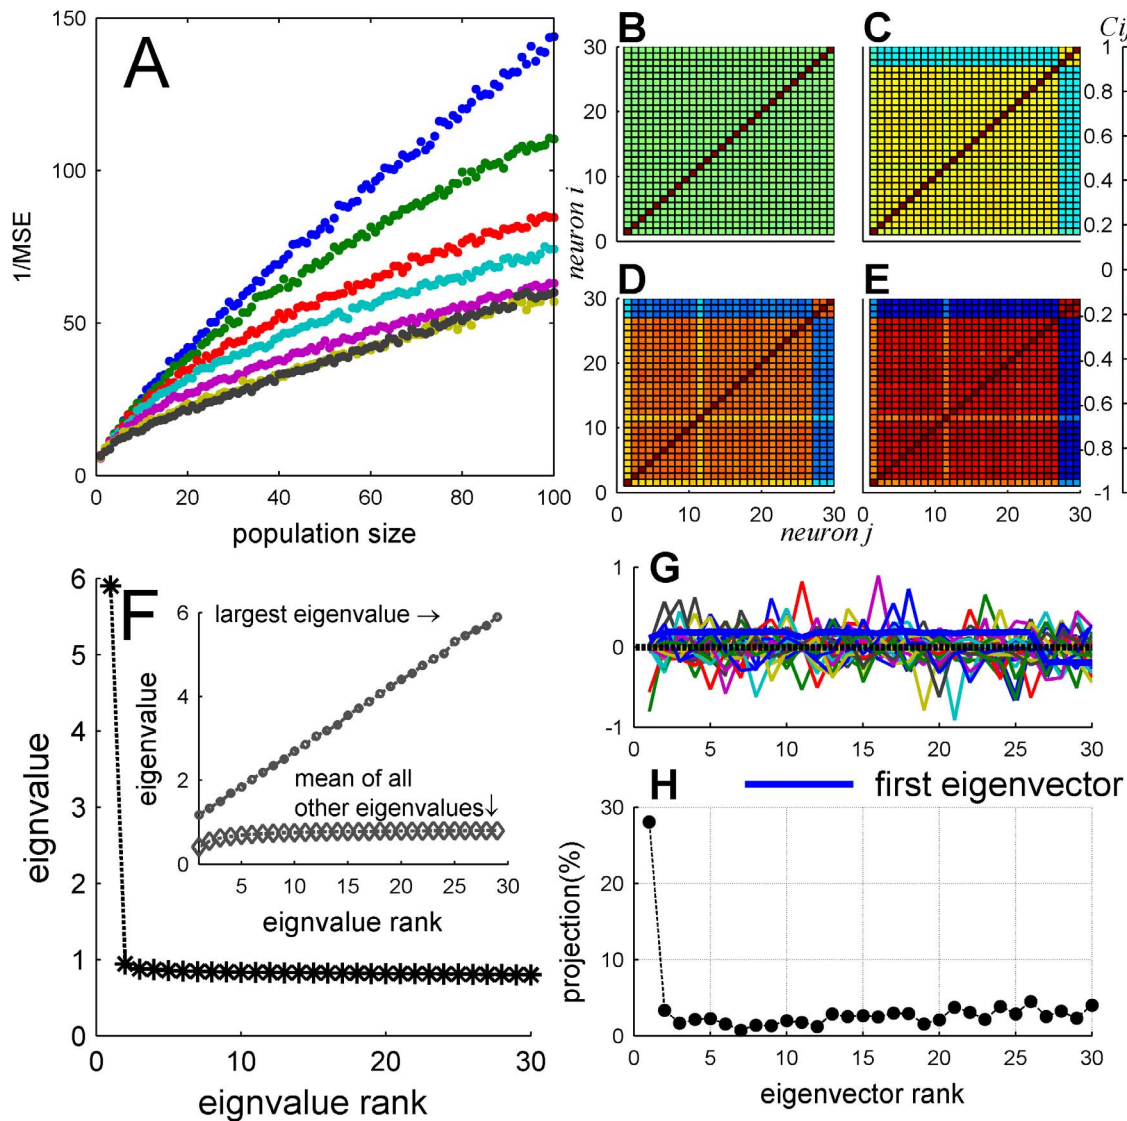 A
150
100
50
0
1/MSE
0 20 40 60 80 100
population size
B
30
20
10
0
neuron i
C
Cij
1
0.8
0.6
0.4
0.2
0
-0.2
-0.4
-0.6
-0.8
-1
D
30
20
10
0
0 10 20 30
E
0 10 20 30
neuron j
F
6
5
4
3
2
1
0
eignvalue
0 10 20 30
eignvalue rank
6
4
2
0
eigenvalue
largest eigenvalue →
mean of all
other eigenvalues↓
5 10 15 20 25 30
eignvalue rank
G
1
0
-1
0 5 10 15 20 25 30
first eigenvector
H
30
20
10
0
projection(%)
0 5 10 15 20 25 30
eigenvector rank